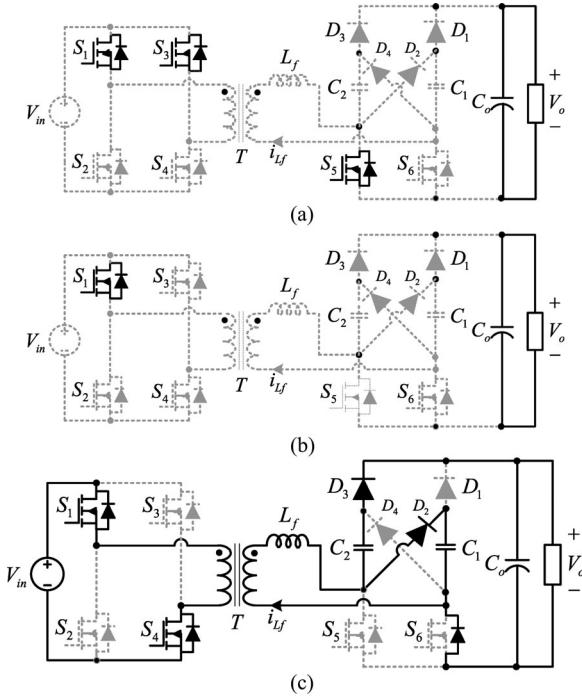 S1
S3
D3
D4
D2
D1
Lf
C2
C1
Co
+
Vo
−
Vin
S2
S4
T
iLf
S5
S6
(a)
S1
S3
D3
D4
D2
D1
Lf
C2
C1
Co
+
Vo
−
Vin
S2
S4
T
iLf
S5
S6
(b)
S1
S3
D3
D4
D2
D1
Lf
C2
C1
Co
+
Vo
−
Vin
S2
S4
T
iLf
S5
S6
(c)